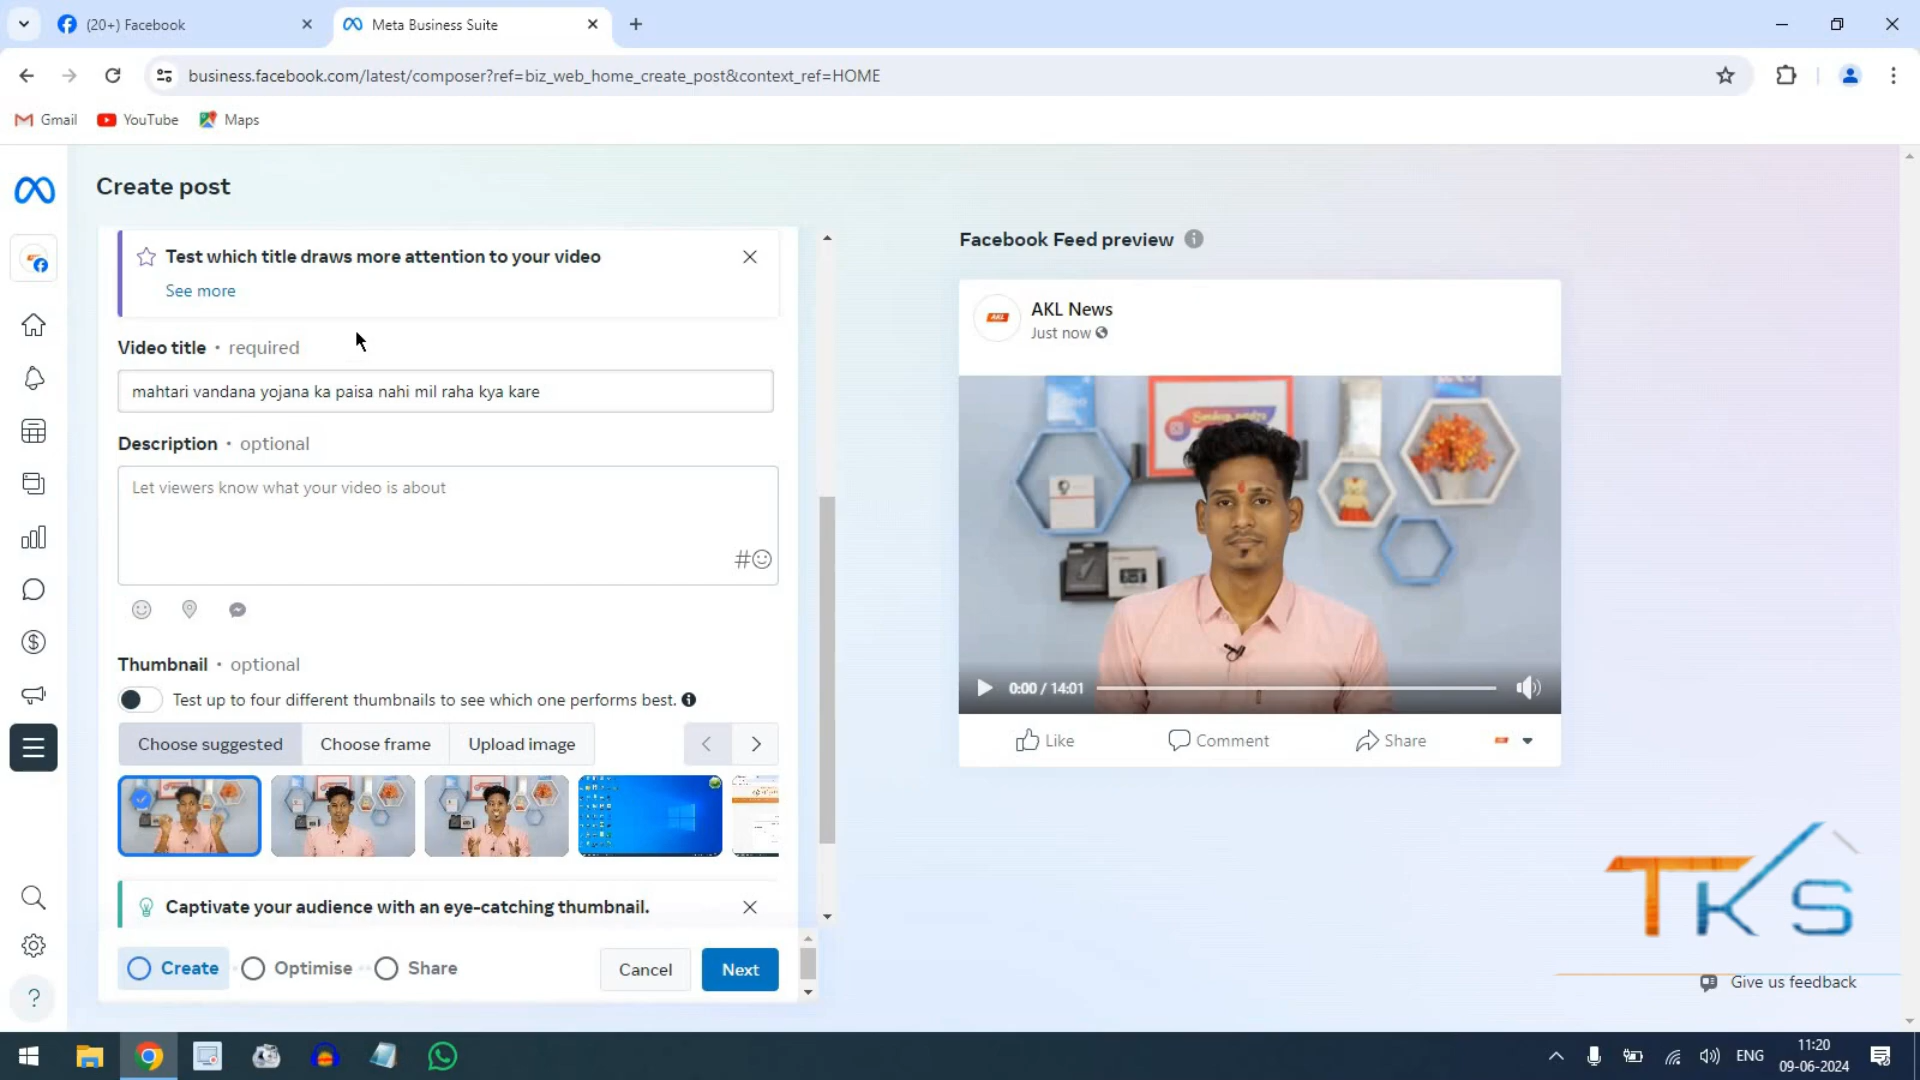 (20+) Facebook
Meta Business Suite
business.facebook.com/latest/composer?ref=biz_web_home_create_post&context_ref=HOME
Gmail
YouTube
Maps
Create post
Test which title draws more attention to your video
See more
Video title · required
mahtari vandana yojana ka paisa nahi mil raha kya kare
Description · optional
Let viewers know what your video is about
Thumbnail · optional
Test up to four different thumbnails to see which one performs best.
Choose suggested
Choose frame
Upload image
Captivate your audience with an eye-catching thumbnail.
Create
Optimise
Share
Cancel
Next
Facebook Feed preview
AKL
AKL News
Just now
0:00 / 14:01
Like
Comment
Share
TKS
Give us feedback
ENG
11:20
09-06-2024